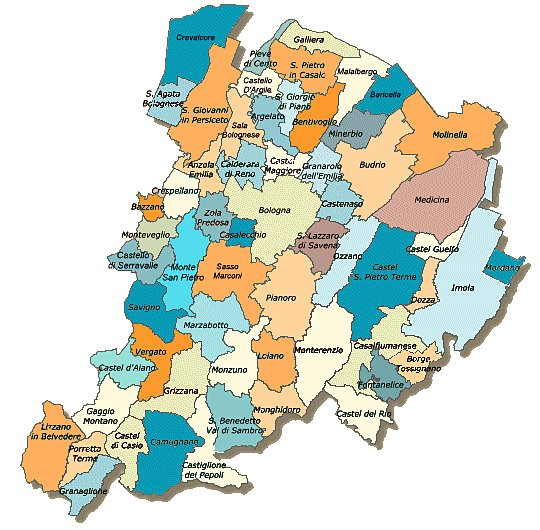 Crevalcore
Galliera
Pieve
di Cento
S. Pietro
in Casalc
Malalbergo
Castello
D'Argile
S. Agata
Bolognese
S. Giorgio
di Piano
Baricella
S. Giovanni
in Persiceto
Argelato
Bentivoglio
Sala
Bolognese
Minerbio
Molinella
Anzola
Emilia
Calderara
di Reno
Castel
Maggiore
Granarolo
dell'Emilia
Budrio
Crespellano
Bazzano
Zola
Predosa
Bologna
Castenaso
Medicina
Monteveglio
Casalecchio
S. Lazzaro
di Savena
Castel Guelfo
Castello
di Serravalle
Monte
San Pietro
Sasso
Marconi
Ozzano
Castel
S. Pietro Terme
Mordano
Imola
Savigno
Pianoro
Dozza
Marzabotto
Vergato
Loiano
Monterenzio
Casalfiumanese
Borgo
Tossignano
Castel d'Aiano
Monzuno
Fontanelice
Grizzana
Gaggio
Montano
Monghidoro
Castel del Rio
Lizzano
in Belvedere
Castel
di Casio
Camugnano
S. Benedetto
Val di Sambro
Porretta
Terme
Castiglione
dei Pepoli
Granaglione